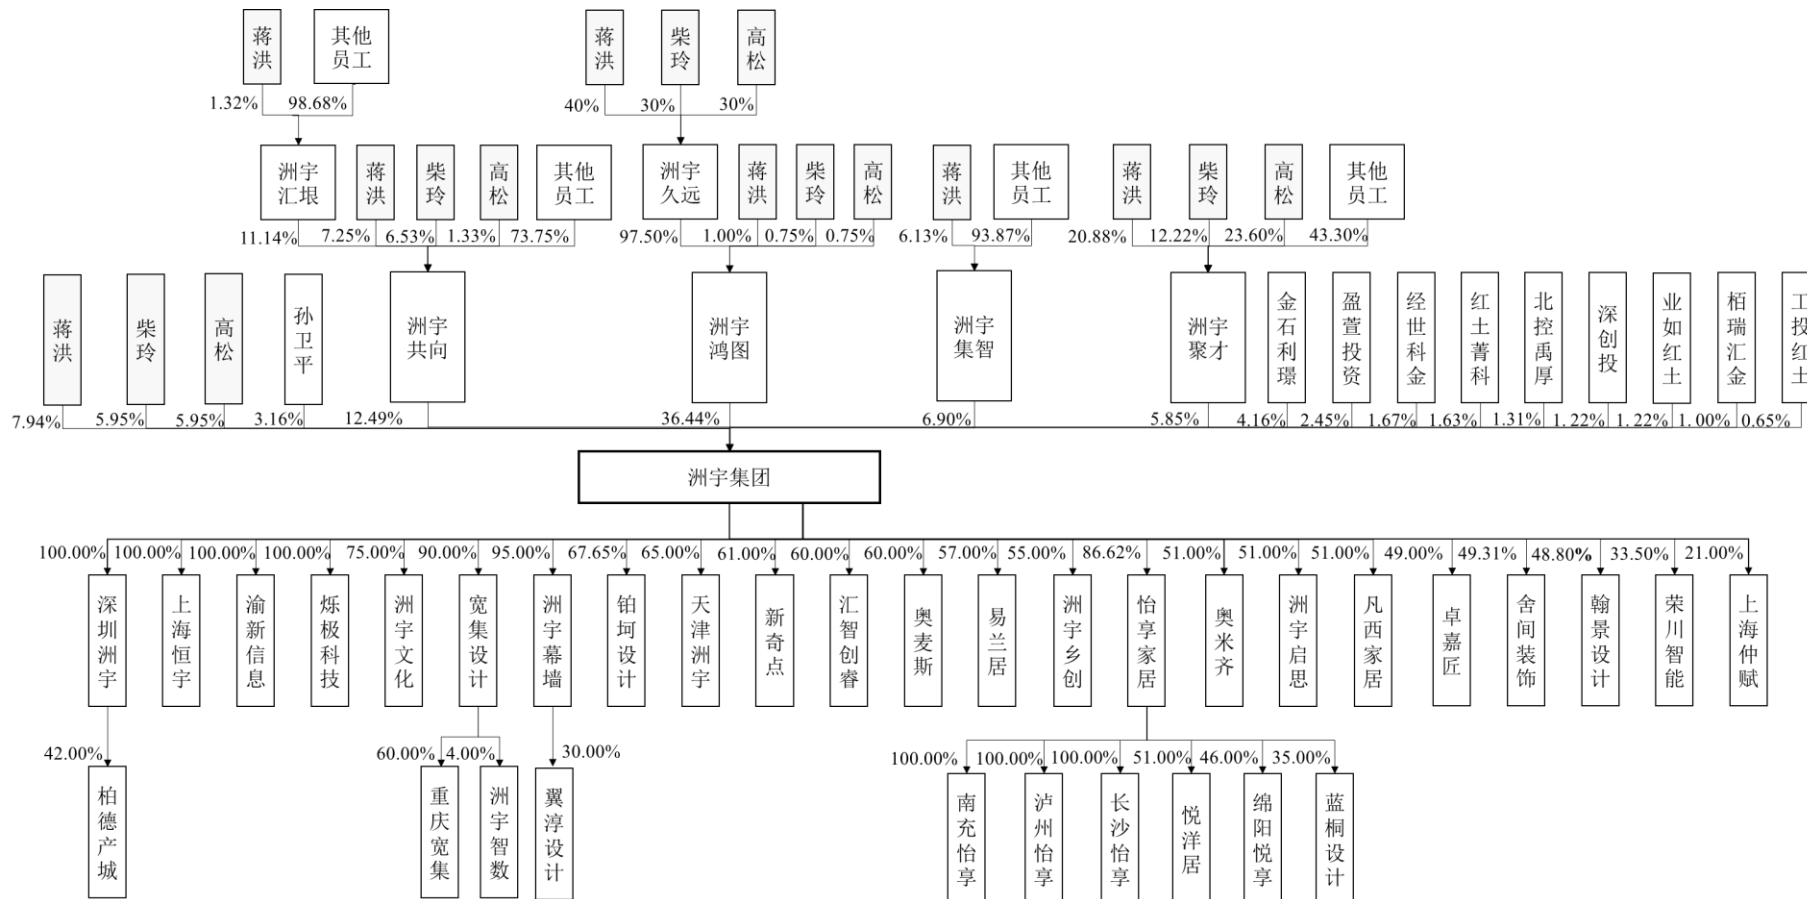 蒋洪
其他员工
蒋洪
柴玲
高松
1.32%
98.68%
40%
30%
30%
洲宇汇垠
蒋洪
柴玲
高松
其他员工
洲宇久远
蒋洪
柴玲
高松
蒋洪
其他员工
蒋洪
柴玲
高松
其他员工
11.14%
7.25%
6.53%
1.33%
73.75%
97.50%
1.00%
0.75%
0.75%
6.13%
93.87%
20.88%
12.22%
23.60%
43.30%
蒋洪
柴玲
高松
孙卫平
洲宇共向
洲宇鸿图
洲宇集智
洲宇聚才
金石利璟
盈萱投资
经世科金
红土菁科
北控禹厚
深创投
业如红土
栢瑞汇金
工投红土
7.94%
5.95%
5.95%
3.16%
12.49%
36.44%
6.90%
5.85%
4.16%
2.45%
1.67%
1.63%
1.31%
1.22%
1.22%
1.00%
0.65%
洲宇集团
100.00%
100.00%
100.00%
100.00%
75.00%
90.00%
95.00%
67.65%
65.00%
61.00%
60.00%
60.00%
57.00%
55.00%
86.62%
51.00%
51.00%
51.00%
49.00%
49.31%
48.80%
33.50%
21.00%
深圳洲宇
上海恒宇
渝新信息
烁极科技
洲宇文化
宽集设计
洲宇幕墙
铂坷设计
天津洲宇
新奇点
汇智创睿
奥麦斯
易兰居
洲宇乡创
怡享家居
奥米齐
洲宇启思
凡西家居
卓嘉匠
舍间装饰
翰景设计
荣川智能
上海仲赋
42.00%
60.00%
4.00%
30.00%
100.00%
100.00%
100.00%
51.00%
46.00%
35.00%
柏德产城
重庆宽集
洲宇智数
翼淳设计
南充怡享
泸州怡享
长沙怡享
悦洋居
绵阳悦享
蓝桐设计